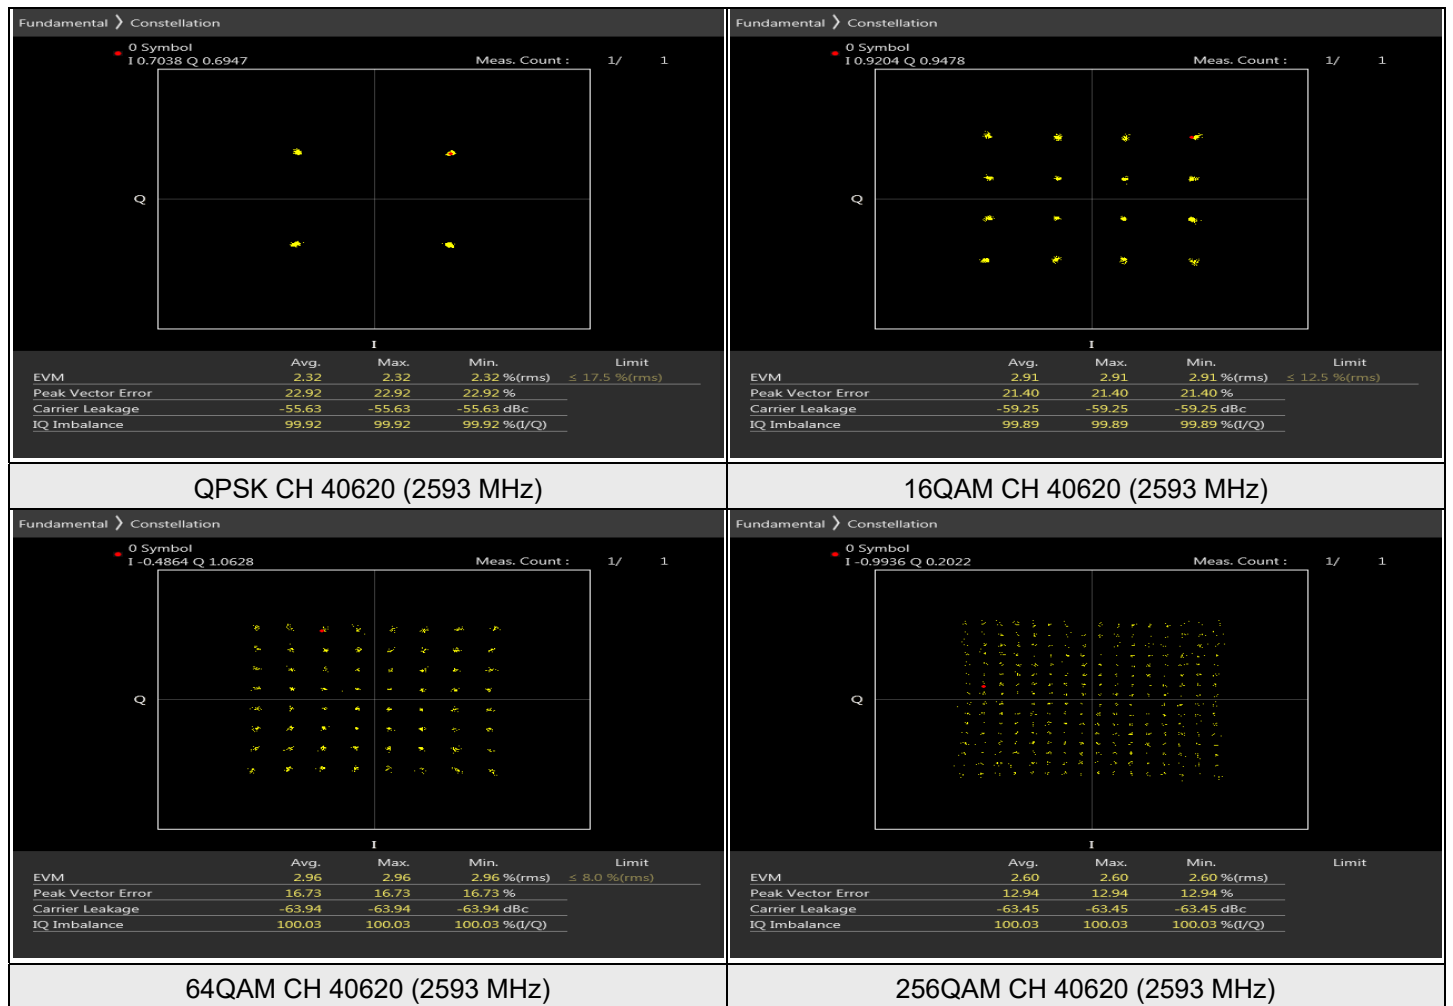 Fundamental ❯ Constellation
0 Symbol
I 0.7038 Q 0.6947 Meas. Count : 1/ 1
Q
I
Avg. Max. Min. Limit
EVM 2.32 2.32 2.32 %(rms) ≤ 17.5 %(rms)
Peak Vector Error 22.92 22.92 22.92 %
Carrier Leakage -55.63 -55.63 -55.63 dBc
IQ Imbalance 99.92 99.92 99.92 %(I/Q)
QPSK CH 40620 (2593 MHz)
Fundamental ❯ Constellation
0 Symbol
I 0.9204 Q 0.9478 Meas. Count : 1/ 1
Q
I
Avg. Max. Min. Limit
EVM 2.91 2.91 2.91 %(rms) ≤ 12.5 %(rms)
Peak Vector Error 21.40 21.40 21.40 %
Carrier Leakage -59.25 -59.25 -59.25 dBc
IQ Imbalance 99.89 99.89 99.89 %(I/Q)
16QAM CH 40620 (2593 MHz)
Fundamental ❯ Constellation
0 Symbol
I -0.4864 Q 1.0628 Meas. Count : 1/ 1
Q
I
Avg. Max. Min. Limit
EVM 2.96 2.96 2.96 %(rms) ≤ 8.0 %(rms)
Peak Vector Error 16.73 16.73 16.73 %
Carrier Leakage -63.94 -63.94 -63.94 dBc
IQ Imbalance 100.03 100.03 100.03 %(I/Q)
64QAM CH 40620 (2593 MHz)
Fundamental ❯ Constellation
0 Symbol
I -0.9936 Q 0.2022 Meas. Count : 1/ 1
Q
I
Avg. Max. Min. Limit
EVM 2.60 2.60 2.60 %(rms)
Peak Vector Error 12.94 12.94 12.94 %
Carrier Leakage -63.45 -63.45 -63.45 dBc
IQ Imbalance 100.03 100.03 100.03 %(I/Q)
256QAM CH 40620 (2593 MHz)